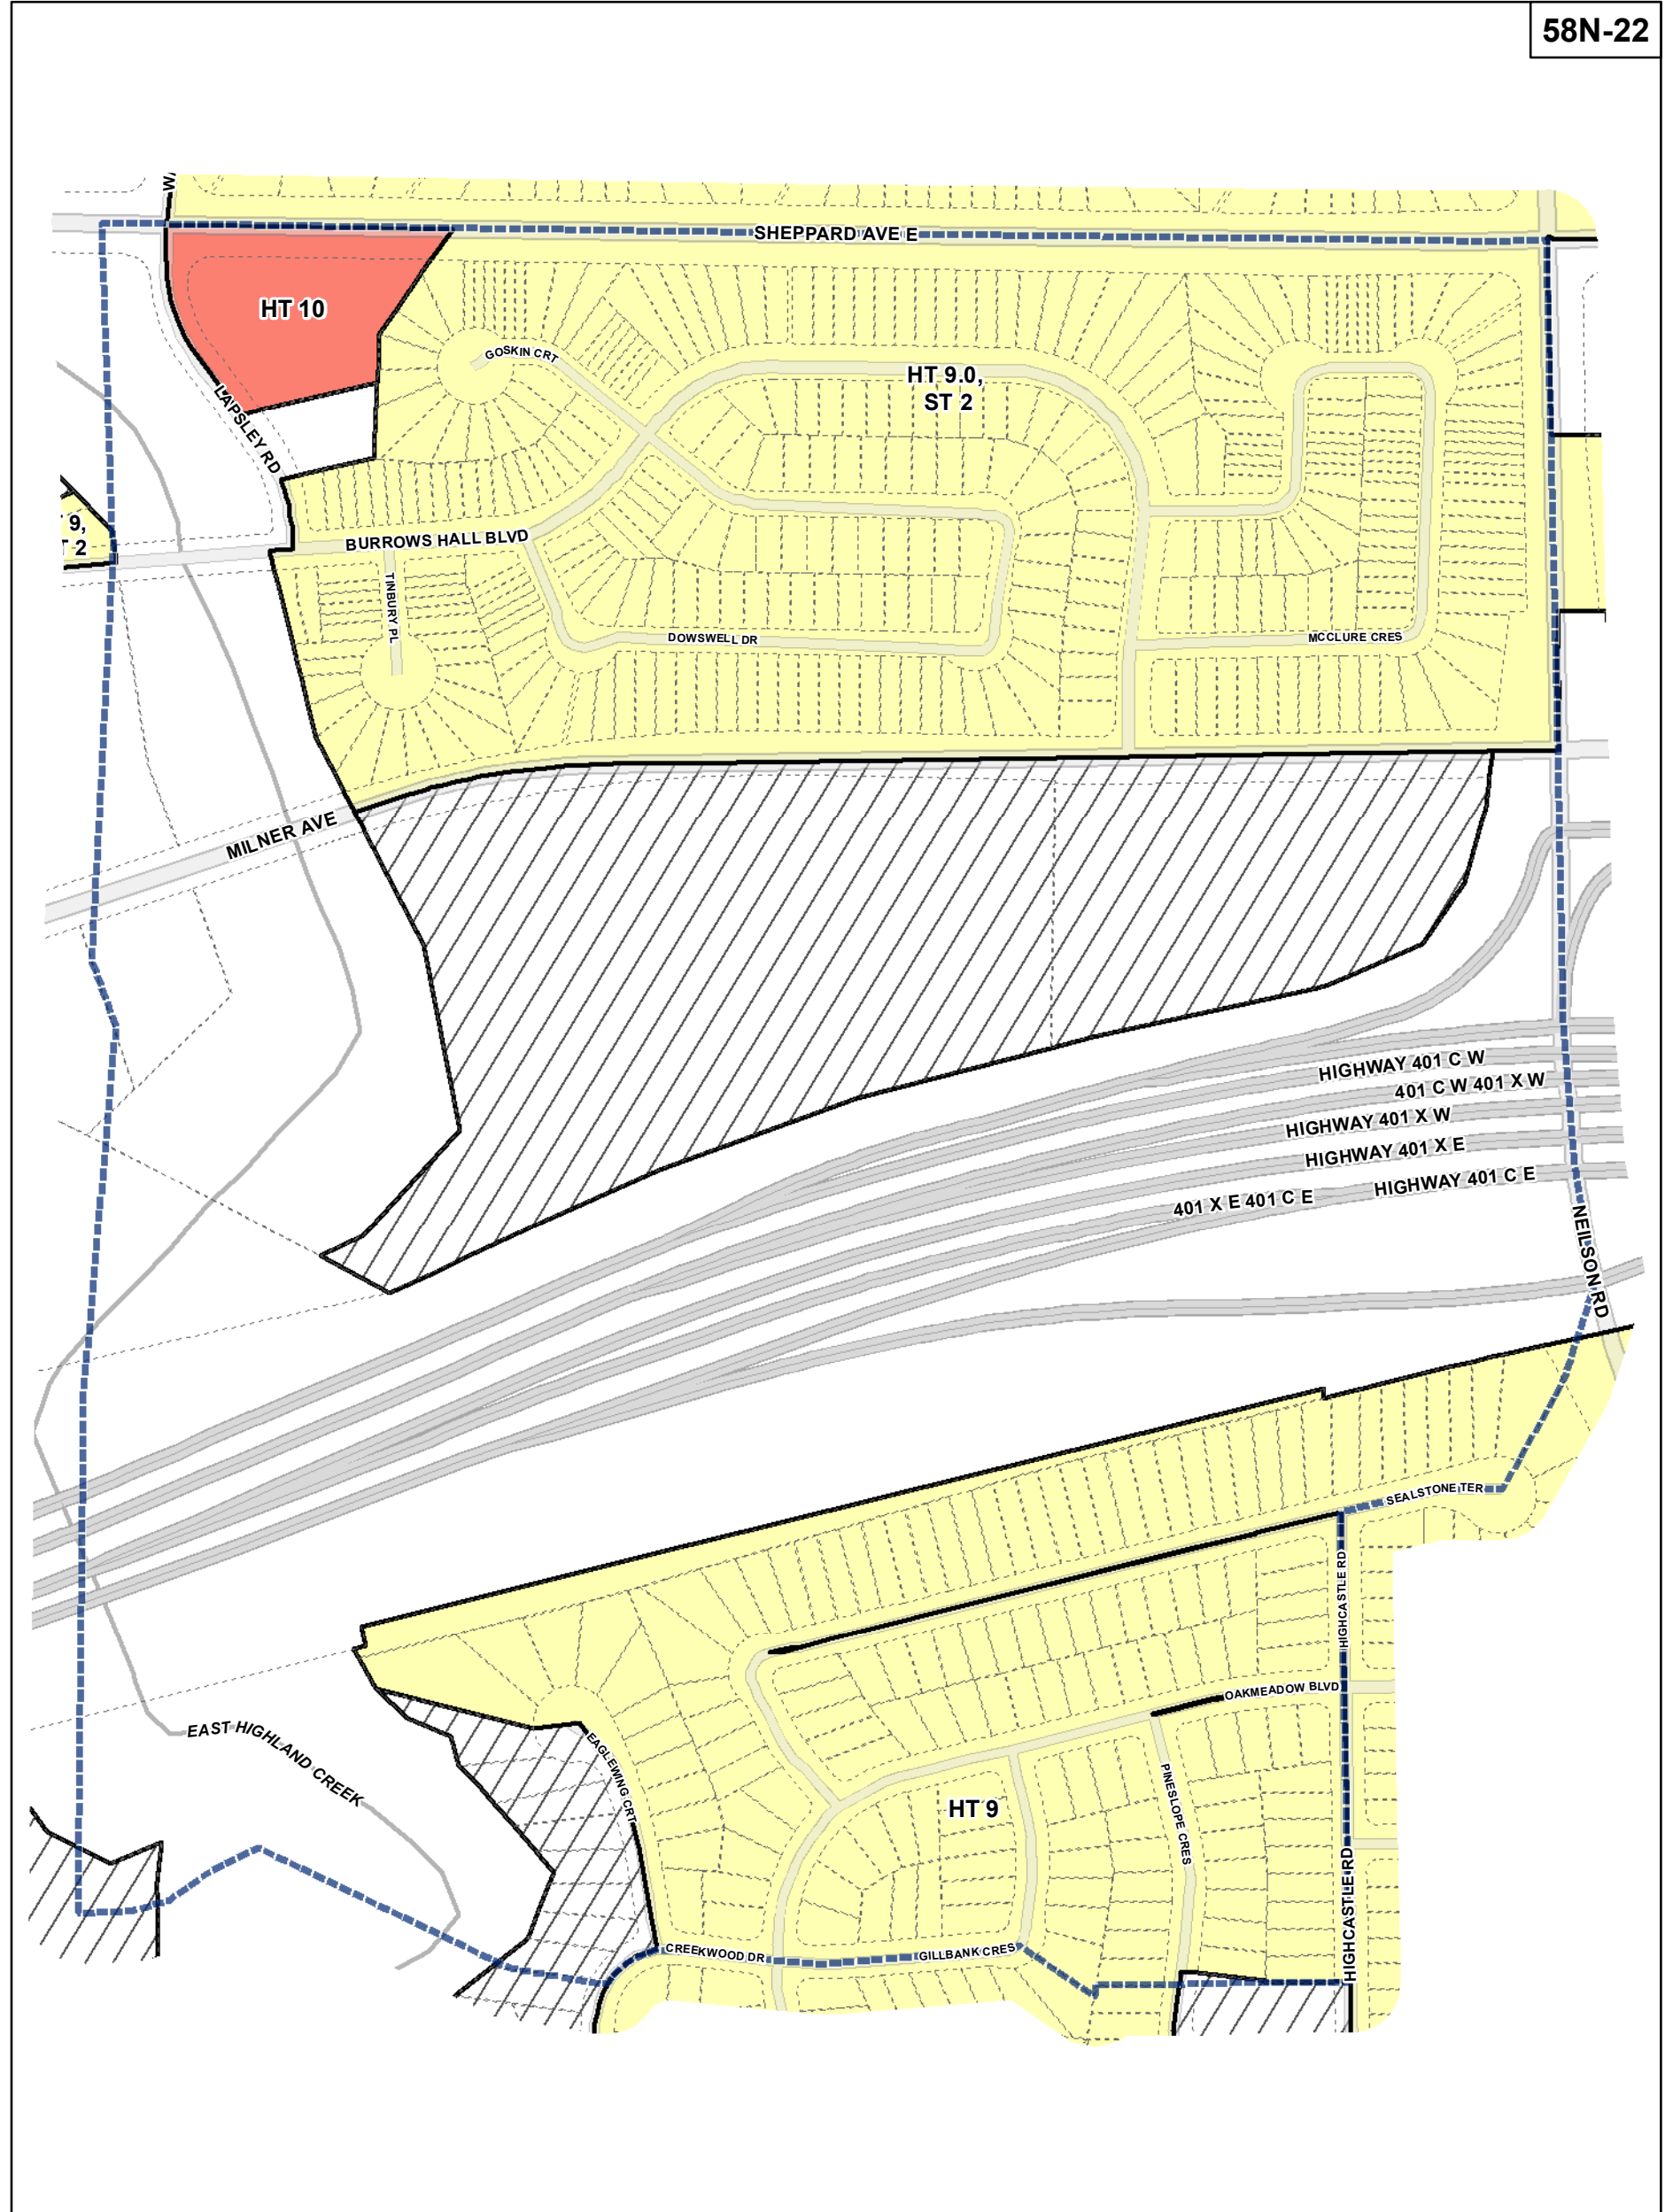 58N-22
W
SHEPPARD AVE E
HT 10
GOSKIN CRT
HT 9.0,
ST 2
LAPSLEY RD
9,
T 2
BURROWS HALL BLVD
TINBURY PL
DOWSWELL DR
MCCLURE CRES
MILNER AVE
HIGHWAY 401 C W
401 C W 401 X W
HIGHWAY 401 X W
HIGHWAY 401 X E
HIGHWAY 401 C E
401 X E 401 C E
NEILSON RD
SEALSTONE TER
HIGHCASTLE RD
OAKMEADOW BLVD
EAST HIGHLAND CREEK
EAGLEWING CRT
PINESLOPE CRES
HT 9
HIGHCASTLE RD
CREEKWOOD DR
GILLBANK CRES